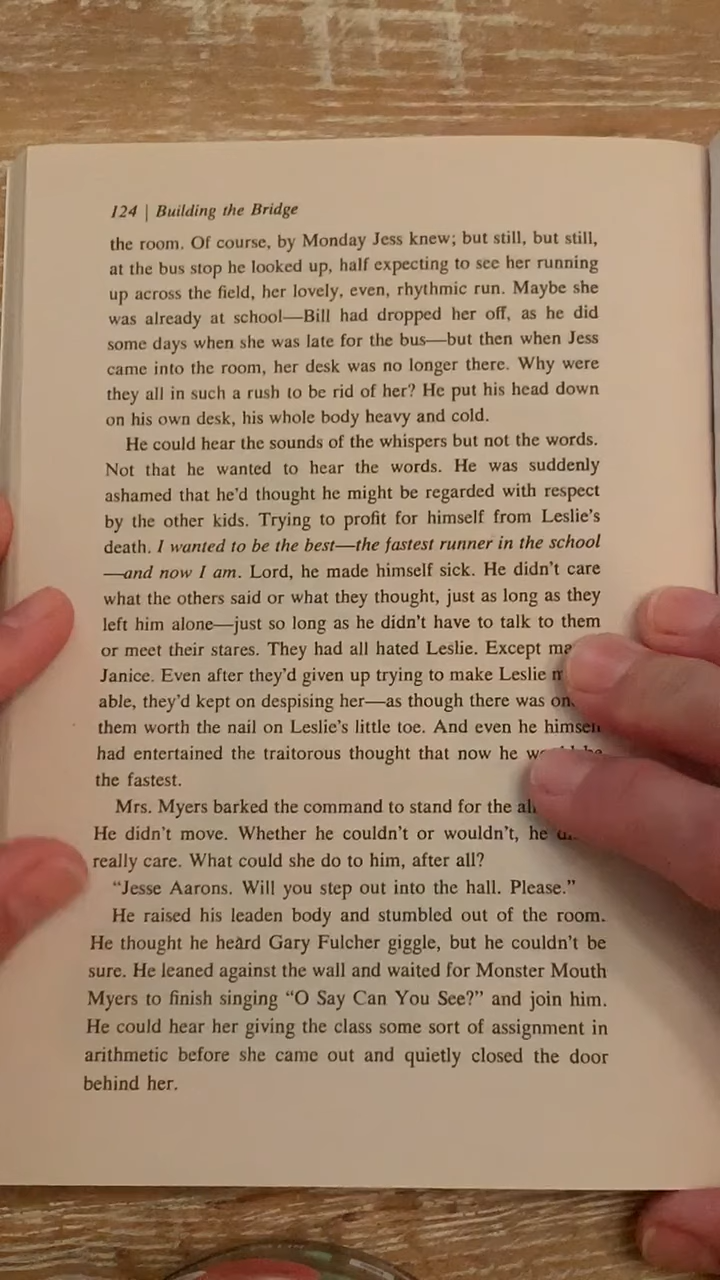 124 | Building the Bridge
the room. Of course, by Monday Jess knew; but still, but still,
at the bus stop he looked up, half expecting to see her running
up across the field, her lovely, even, rhythmic run. Maybe she
was already at school—Bill had dropped her off, as he did
some days when she was late for the bus—but then when Jess
came into the room, her desk was no longer there. Why were
they all in such a rush to be rid of her? He put his head down
on his own desk, his whole body heavy and cold.
He could hear the sounds of the whispers but not the words.
Not that he wanted to hear the words. He was suddenly
ashamed that he'd thought he might be regarded with respect
by the other kids. Trying to profit for himself from Leslie's
death. I wanted to be the best—the fastest runner in the school
—and now I am. Lord, he made himself sick. He didn't care
what the others said or what they thought, just as long as they
left him alone—just so long as he didn't have to talk to them
or meet their stares. They had all hated Leslie. Except
Janice. Even after they'd given up trying to make Leslie
able, they'd kept on despising her—as though there was
them worth the nail on Leslie's little toe. And even he himself
had entertained the traitorous thought that now he
the fastest.
Mrs. Myers barked the command to stand for the
He didn't move. Whether he couldn't or wouldn't, he
really care. What could she do to him, after all?
"Jesse Aarons. Will you step out into the hall. Please."
He raised his leaden body and stumbled out of the room.
He thought he heard Gary Fulcher giggle, but he couldn't be
sure. He leaned against the wall and waited for Monster Mouth
Myers to finish singing "O Say Can You See?" and join him.
He could hear her giving the class some sort of assignment in
arithmetic before she came out and quietly closed the door
behind her.